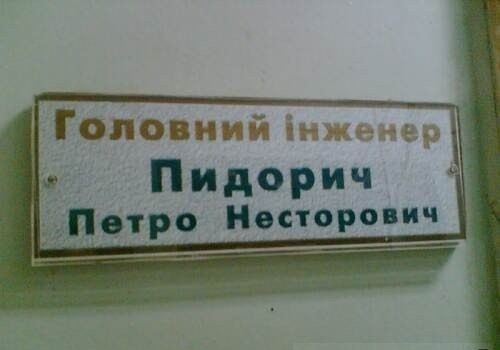 Головний інженер
Пидорич
Петро Несторович